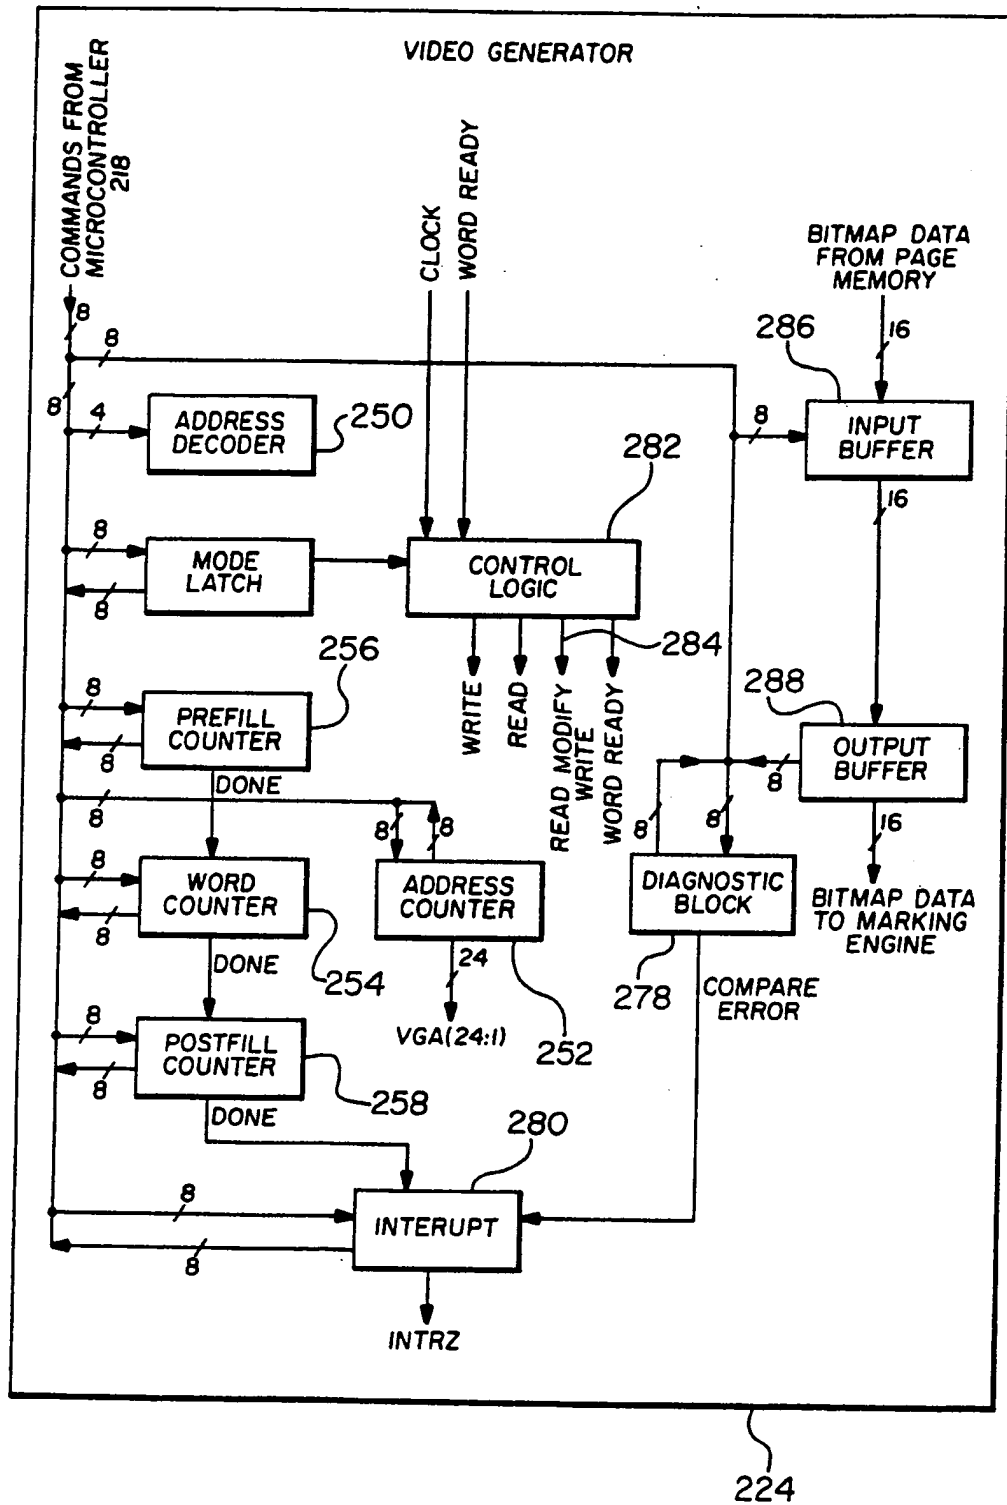 VIDEO GENERATOR
COMMANDS FROM
MICROCONTROLLER
218
CLOCK
WORD READY
BITMAP DATA
FROM PAGE
MEMORY
8
8
8
16
286
4
ADDRESS
DECODER
250
8
INPUT
BUFFER
282
16
8
MODE
LATCH
8
CONTROL
LOGIC
284
256
WRITE
READ
READ MODIFY
WRITE
WORD READY
288
8
PREFILL
COUNTER
8
DONE
OUTPUT
BUFFER
8
8
8
8
8
8
16
8
WORD
COUNTER
8
ADDRESS
COUNTER
DIAGNOSTIC
BLOCK
BITMAP DATA
TO MARKING
ENGINE
DONE
254
24
278
COMPARE
ERROR
VGA(24:1)
252
8
POSTFILL
COUNTER
8
258
DONE
280
8
INTERUPT
8
INTRZ
224